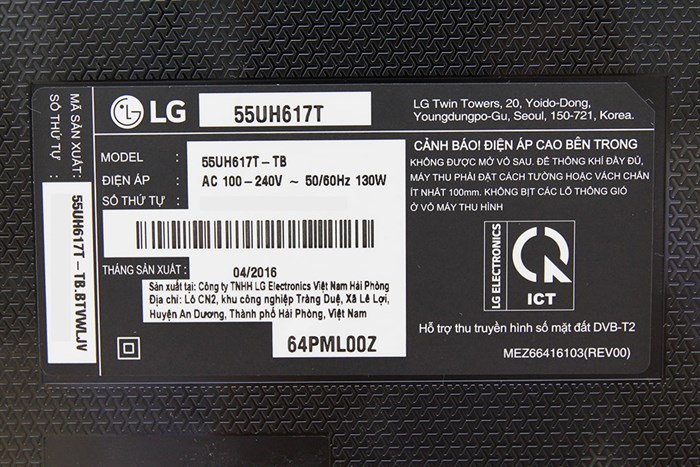 MÃ SẢN XUẤT:
SỐ THỨ TỰ :
55UH617T-TB.BTVWLJV
LG
55UH617T
LG Twin Towers, 20, Yoido-Dong,
Youngdungpo-Gu, Seoul, 150-721, Korea.
MODEL : 55UH617T-TB
ĐIỆN ÁP : AC 100-240V ~ 50/60Hz 130W
SỐ THỨ TỰ :
THÁNG SẢN XUẤT : 04/2016
Sản xuất tại: Công ty TNHH LG Electronics Việt Nam Hải Phòng
Địa chỉ: Lô CN2, khu công nghiệp Tràng Duệ, Xã Lê Lợi,
Huyện An Dương, Thành phố Hải Phòng, Việt Nam
64PML00Z
CẢNH BÁO! ĐIỆN ÁP CAO BÊN TRONG
KHÔNG ĐƯỢC MỞ VỎ SAU. ĐỂ THÔNG KHÍ ĐẦY ĐỦ,
MÁY THU PHẢI ĐẶT CÁCH TƯỜNG HOẶC VÁCH CHẮN
ÍT NHẤT 100mm. KHÔNG BỊT CÁC LỖ THÔNG GIÓ
Ở VỎ MÁY THU HÌNH
LG ELECTRONICS
ICT
Hỗ trợ thu truyền hình số mặt đất DVB-T2
MEZ66416103(REV00)